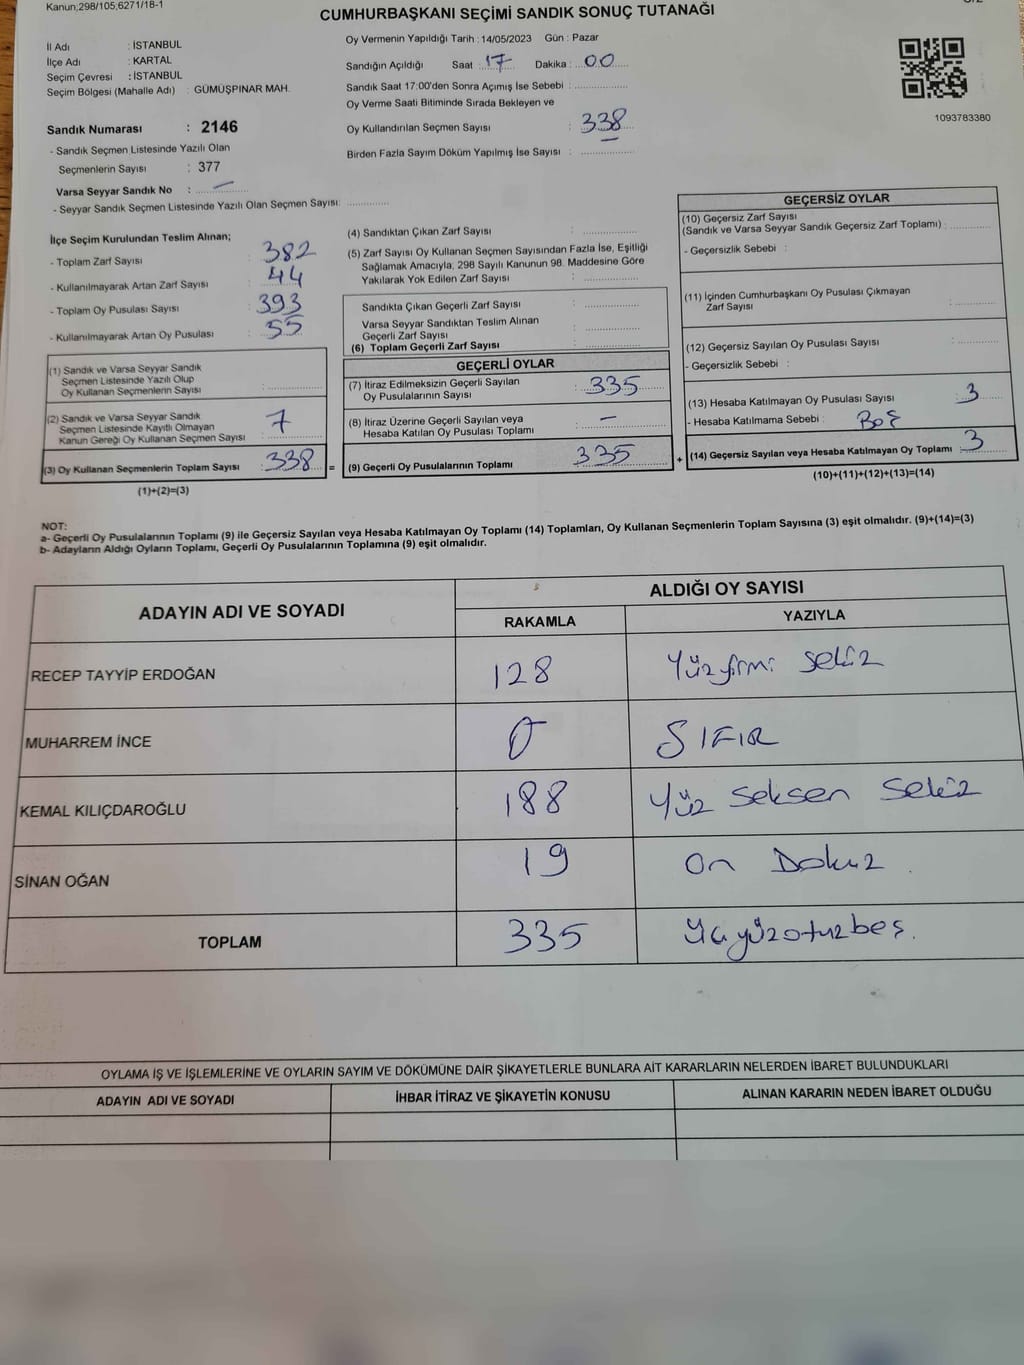 Kanun;298/105;6271/18-1
CUMHURBAŞKANI SEÇİMİ SANDIK SONUÇ TUTANAĞI
İl Adı : İSTANBUL
İlçe Adı : KARTAL
Seçim Çevresi : İSTANBUL
Seçim Bölgesi (Mahalle Adı) : GÜMÜŞPINAR MAH.
Sandık Numarası : 2146
- Sandık Seçmen Listesinde Yazılı Olan
Seçmenlerin Sayısı : 377
Varsa Seyyar Sandık No : –
- Seyyar Sandık Seçmen Listesinde Yazılı Olan Seçmen Sayısı: ..............
Oy Vermenin Yapıldığı Tarih : 14/05/2023 Gün : Pazar
Sandığın Açıldığı Saat : 17 Dakika : 00
Sandık Saat 17:00'den Sonra Açımış İse Sebebi : ..................
Oy Verme Saati Bitiminde Sırada Bekleyen ve
Oy Kullandırılan Seçmen Sayısı : 338
Birden Fazla Sayım Döküm Yapılmış İse Sayısı : ..................
1093783380
İlçe Seçim Kurulundan Teslim Alınan;
- Toplam Zarf Sayısı : 382
- Kullanılmayarak Artan Zarf Sayısı : 44
- Toplam Oy Pusulası Sayısı : 393
- Kullanılmayarak Artan Oy Pusulası : 55
(1) Sandık ve Varsa Seyyar Sandık
Seçmen Listesinde Yazılı Olup
Oy Kullanan Seçmenlerin Sayısı : ..................
(2) Sandık ve Varsa Seyyar Sandık
Seçmen Listesinde Kayıtlı Olmayan
Kanun Gereği Oy Kullanan Seçmen Sayısı : 7
(3) Oy Kullanan Seçmenlerin Toplam Sayısı : 338 =
(1)+(2)=(3)
(4) Sandıktan Çıkan Zarf Sayısı : ..................
(5) Zarf Sayısı Oy Kullanan Seçmen Sayısından Fazla İse, Eşitliği
Sağlamak Amacıyla, 298 Sayılı Kanunun 98. Maddesine Göre
Yakılarak Yok Edilen Zarf Sayısı : ..................
Sandıkta Çıkan Geçerli Zarf Sayısı : ..................
Varsa Seyyar Sandıktan Teslim Alınan
Geçerli Zarf Sayısı : ..................
(6) Toplam Geçerli Zarf Sayısı : ..................
GEÇERLİ OYLAR
(7) İtiraz Edilmeksizin Geçerli Sayılan
Oy Pusulalarının Sayısı : 335
(8) İtiraz Üzerine Geçerli Sayılan veya
Hesaba Katılan Oy Pusulası Toplamı : –
(9) Geçerli Oy Pusulalarının Toplamı : 335 +
GEÇERSİZ OYLAR
(10) Geçersiz Zarf Sayısı
(Sandık ve Varsa Seyyar Sandık Geçersiz Zarf Toplamı) : ..............
- Geçersizlik Sebebi :
(11) İçinden Cumhurbaşkanı Oy Pusulası Çıkmayan
Zarf Sayısı : ..............
(12) Geçersiz Sayılan Oy Pusulası Sayısı : ..............
- Geçersizlik Sebebi :
(13) Hesaba Katılmayan Oy Pusulası Sayısı : 3
- Hesaba Katılmama Sebebi : Boş
(14) Geçersiz Sayılan veya Hesaba Katılmayan Oy Toplamı : 3
(10)+(11)+(12)+(13)=(14)
NOT:
a- Geçerli Oy Pusulalarının Toplamı (9) ile Geçersiz Sayılan veya Hesaba Katılmayan Oy Toplamı (14) Toplamları, Oy Kullanan Seçmenlerin Toplam Sayısına (3) eşit olmalıdır. (9)+(14)=(3)
b- Adayların Aldığı Oyların Toplamı, Geçerli Oy Pusulalarının Toplamına (9) eşit olmalıdır.
ADAYIN ADI VE SOYADI
ALDIĞI OY SAYISI
RAKAMLA YAZIYLA
RECEP TAYYİP ERDOĞAN 128 Yüzyirmi sekiz
MUHARREM İNCE 0 SIFIR
KEMAL KILIÇDAROĞLU 188 Yüz seksen sekiz
SİNAN OĞAN 19 On Dokuz
TOPLAM 335 Üçyüzotuzbeş.
OYLAMA İŞ VE İŞLEMLERİNE VE OYLARIN SAYIM VE DÖKÜMÜNE DAİR ŞİKAYETLERLE BUNLARA AİT KARARLARIN NELERDEN İBARET BULUNDUKLARI
ADAYIN ADI VE SOYADI İHBAR İTİRAZ VE ŞİKAYETİN KONUSU ALINAN KARARIN NEDEN İBARET OLDUĞU